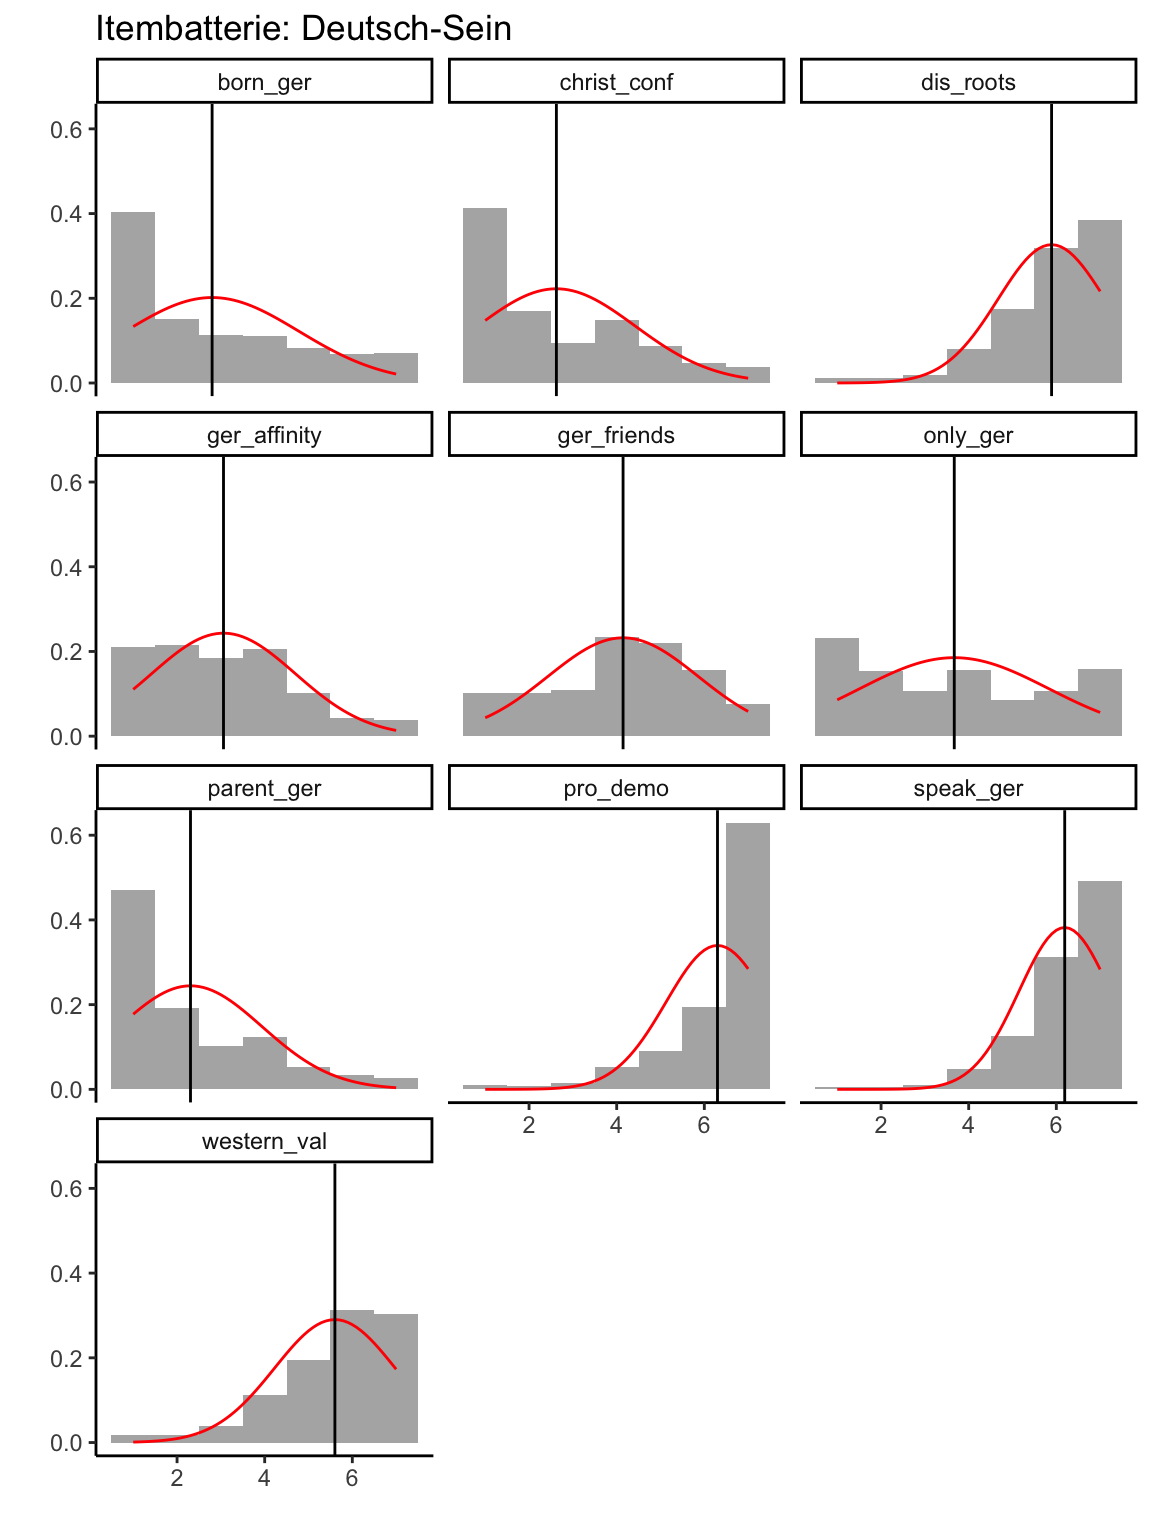 Itembatterie: Deutsch-Sein
born_ger christ_conf dis_roots
0.6
0.4
0.2
0.0
ger_affinity ger_friends only_ger
0.6
0.4
0.2
0.0
parent_ger pro_demo speak_ger
0.6
0.4
0.2
0.0
2 4 6 2 4 6
western_val
0.6
0.4
0.2
0.0
2 4 6